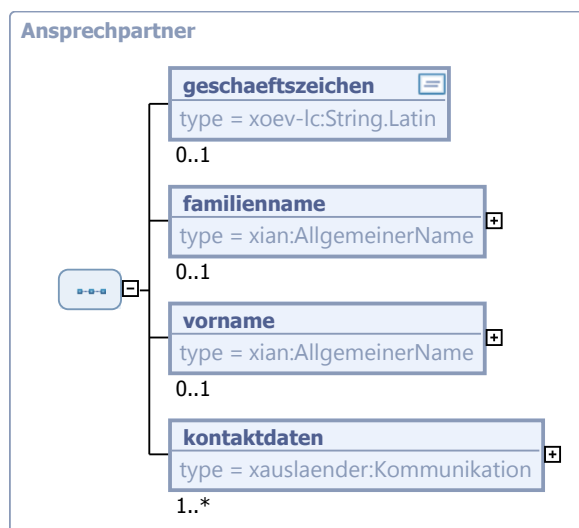 Ansprechpartner
geschaeftszeichen
type = xoev-lc:String.Latin
0..1
familienname
type = xian:AllgemeinerName
0..1
vorname
type = xian:AllgemeinerName
0..1
kontaktdaten
type = xauslaender:Kommunikation
1..*